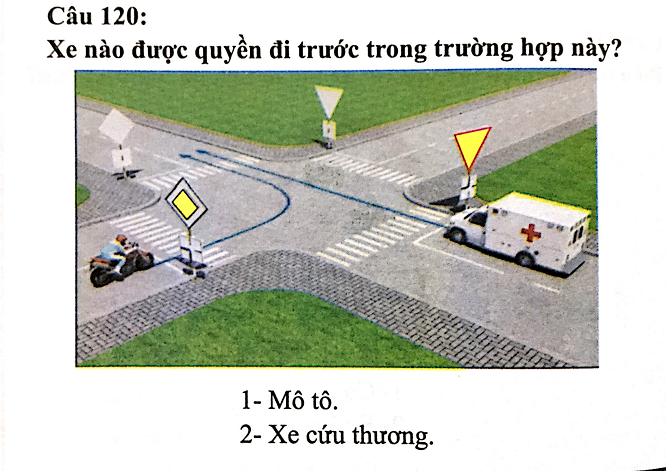 Câu 120:
Xe nào được quyền đi trước trong trường hợp này?
1- Mô tô.
2- Xe cứu thương.